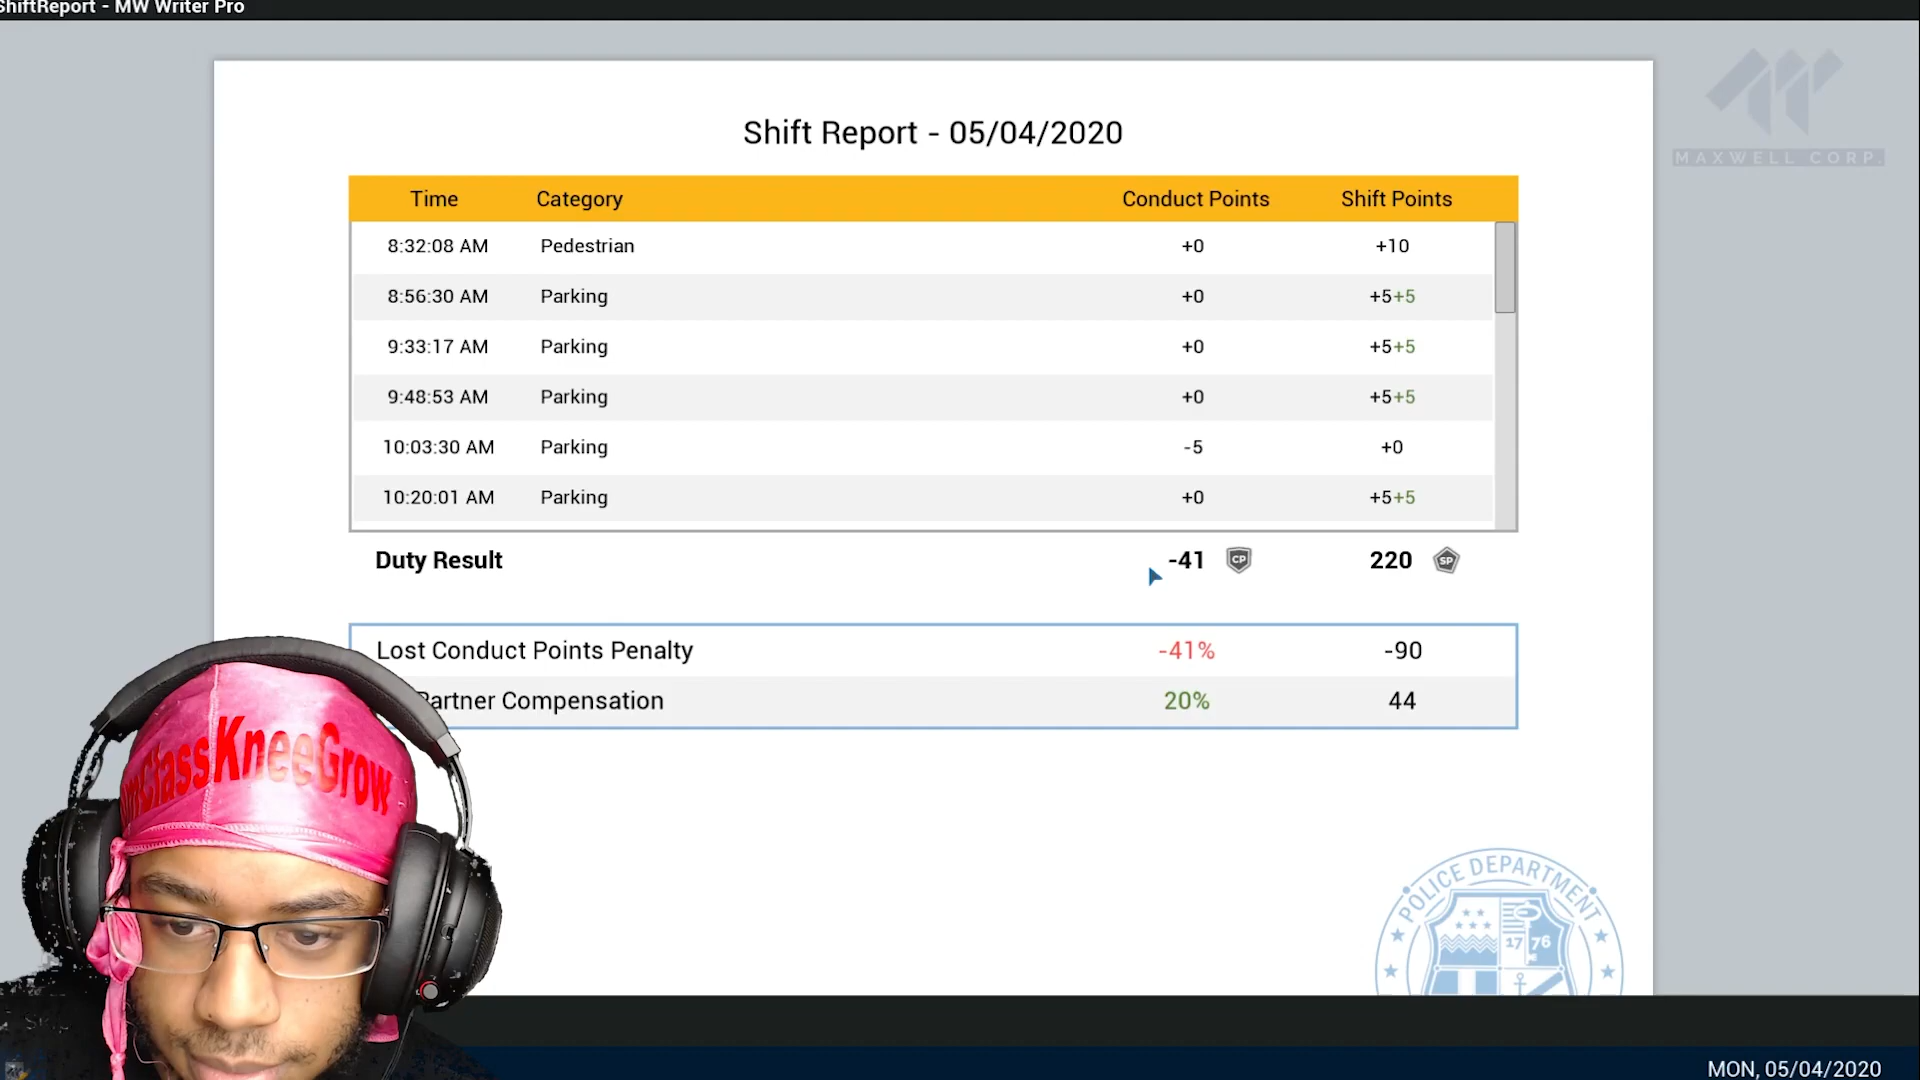 ShiftReport - MW Writer Pro
MAXWELL CORP.
Shift Report - 05/04/2020
Time Category Conduct Points Shift Points
8:32:08 AM Pedestrian +0 +10
8:56:30 AM Parking +0 +5+5
9:33:17 AM Parking +0 +5+5
9:48:53 AM Parking +0 +5+5
10:03:30 AM Parking -5 +0
10:20:01 AM Parking +0 +5+5
Duty Result -41 CP 220 SP
Lost Conduct Points Penalty -41% -90
Partner Compensation 20% 44
KneeGrow
POLICE DEPARTMENT
17 76
MON, 05/04/2020